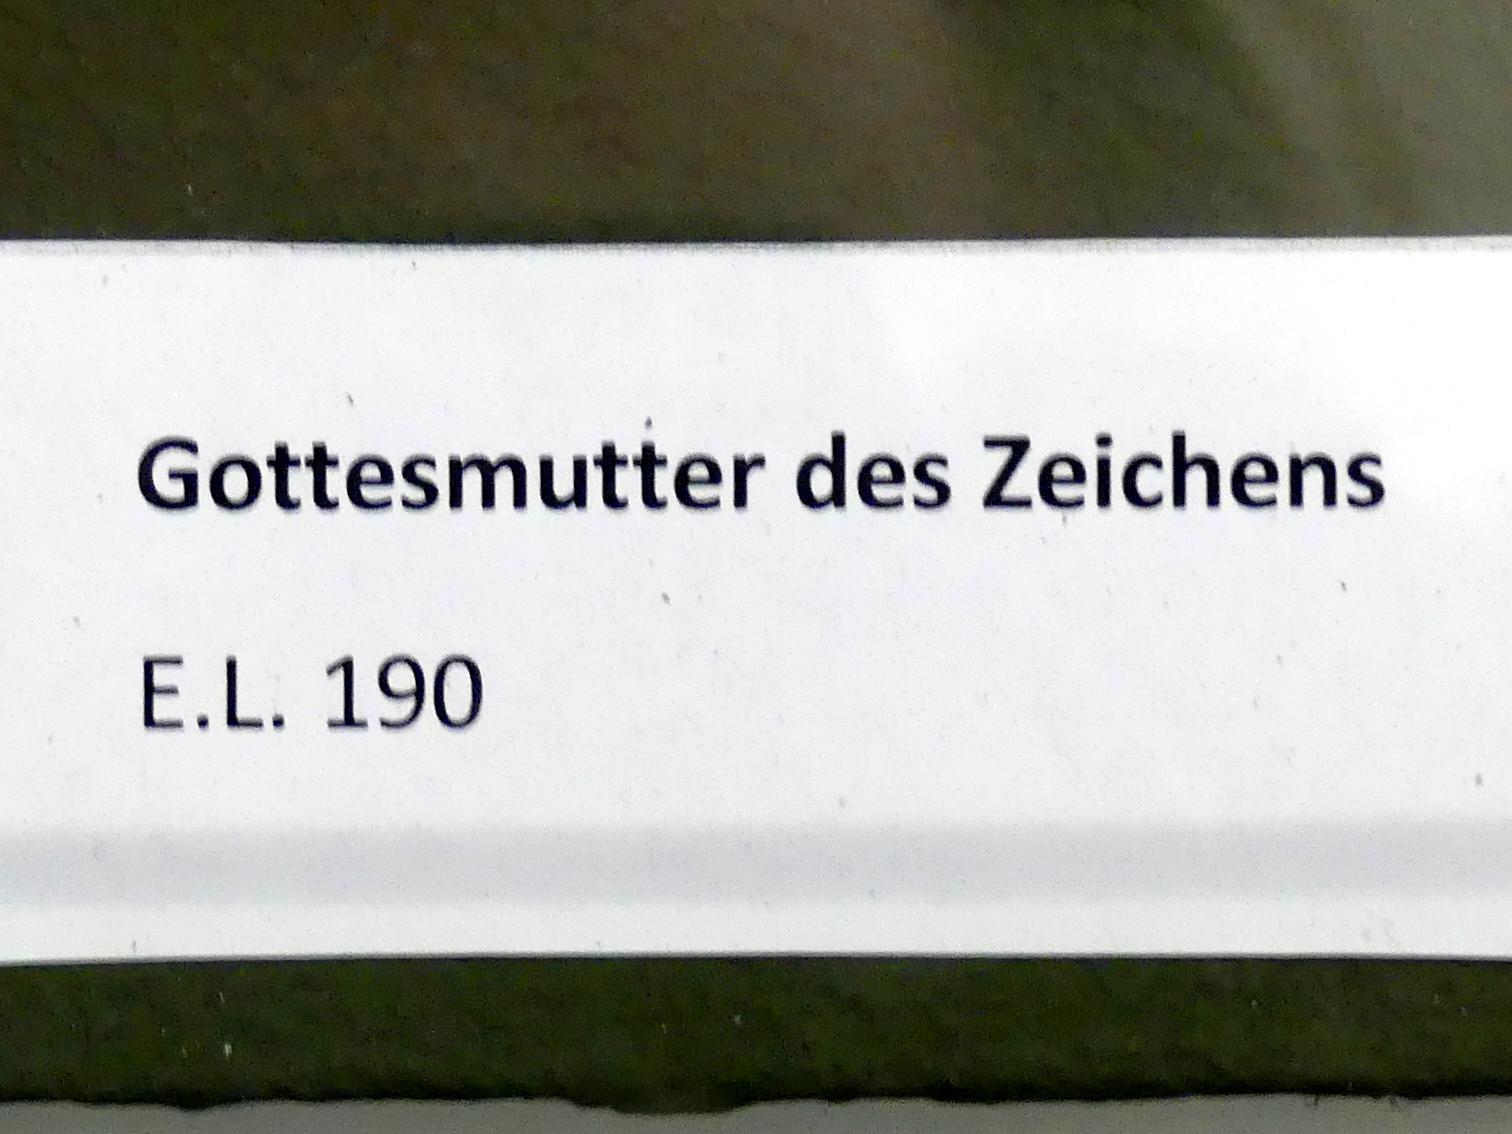 Gottesmutter des Zeichens
E.L. 190